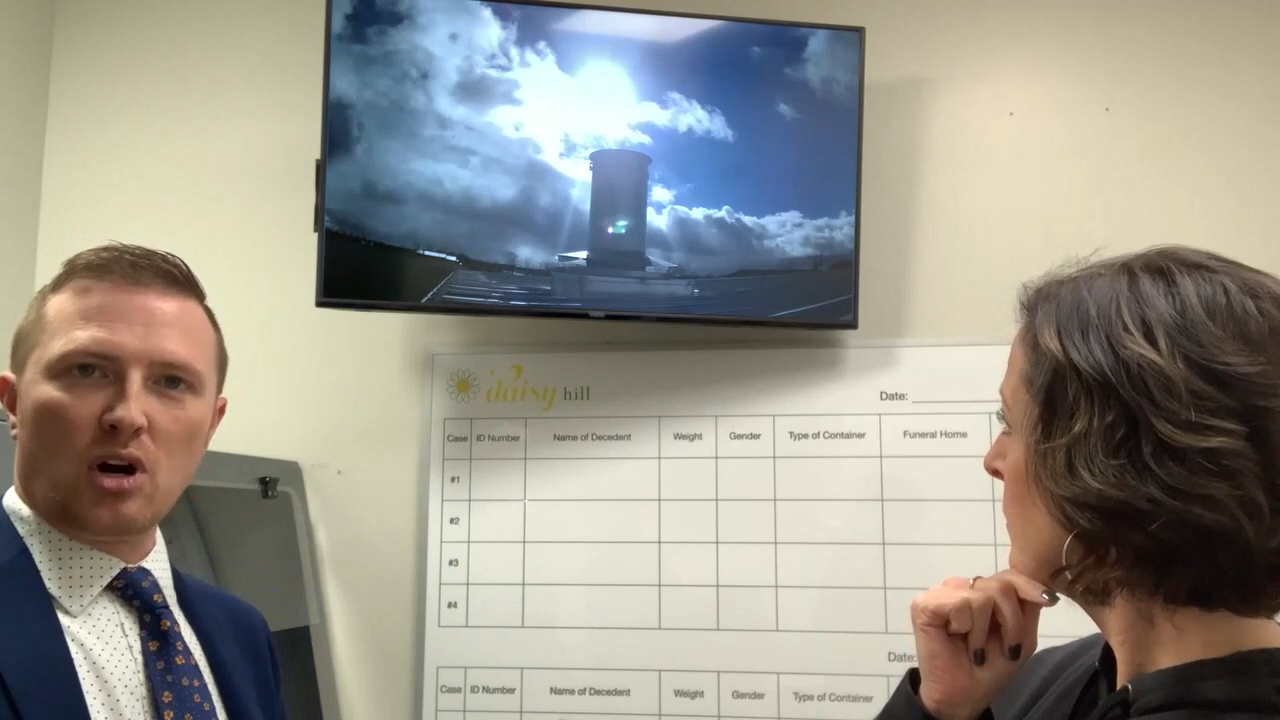 daisy hill
Date:
Case ID Number Name of Decedent Weight Gender Type of Container Funeral Home
#1
#2
#3
#4
Date:
Case ID Number Name of Decedent Weight Gender Type of Container